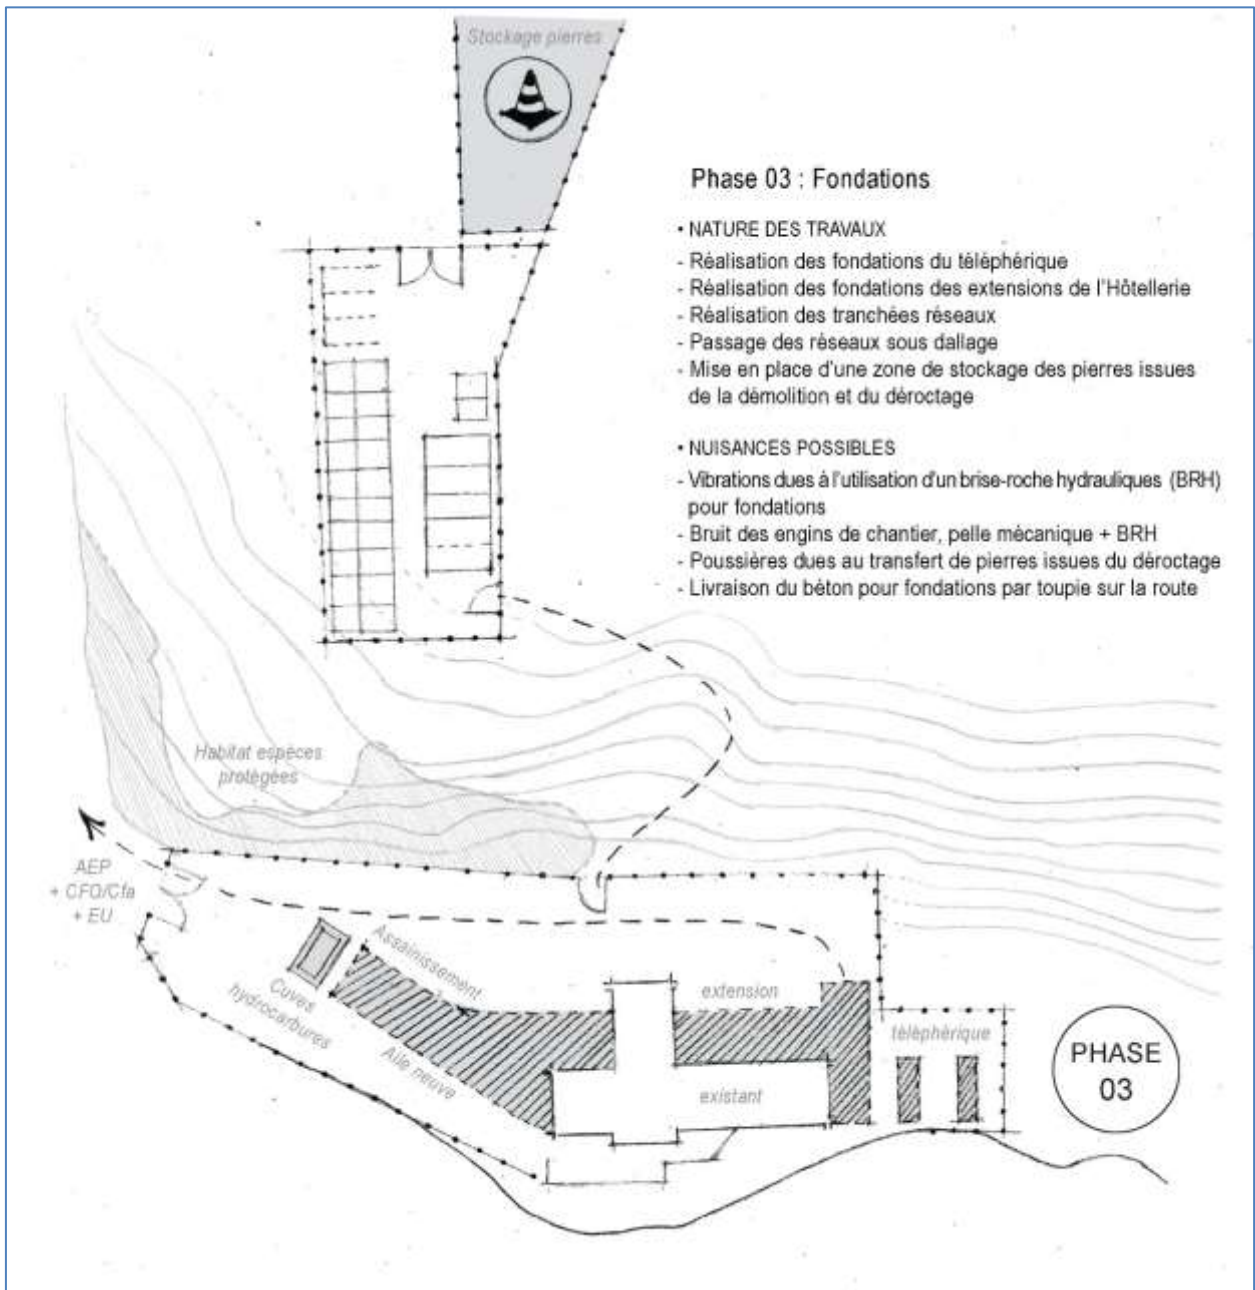 Stockage pierres
Phase 03 : Fondations
• NATURE DES TRAVAUX
- Réalisation des fondations du téléphérique
- Réalisation des fondations des extensions de l'Hôtellerie
- Réalisation des tranchées réseaux
- Passage des réseaux sous dallage
- Mise en place d'une zone de stockage des pierres issues
de la démolition et du déroctage
• NUISANCES POSSIBLES
- Vibrations dues à l'utilisation d'un brise-roche hydrauliques (BRH)
pour fondations
- Bruit des engins de chantier, pelle mécanique + BRH
- Poussières dues au transfert de pierres issues du déroctage
- Livraison du béton pour fondations par toupie sur la route
Habitat espèces
protégées
AEP
+ CFO/Cfa
+ EU
Assainissement
Cuves
hydrocarbures
Aile neuve
extension
existant
téléphérique
PHASE
03